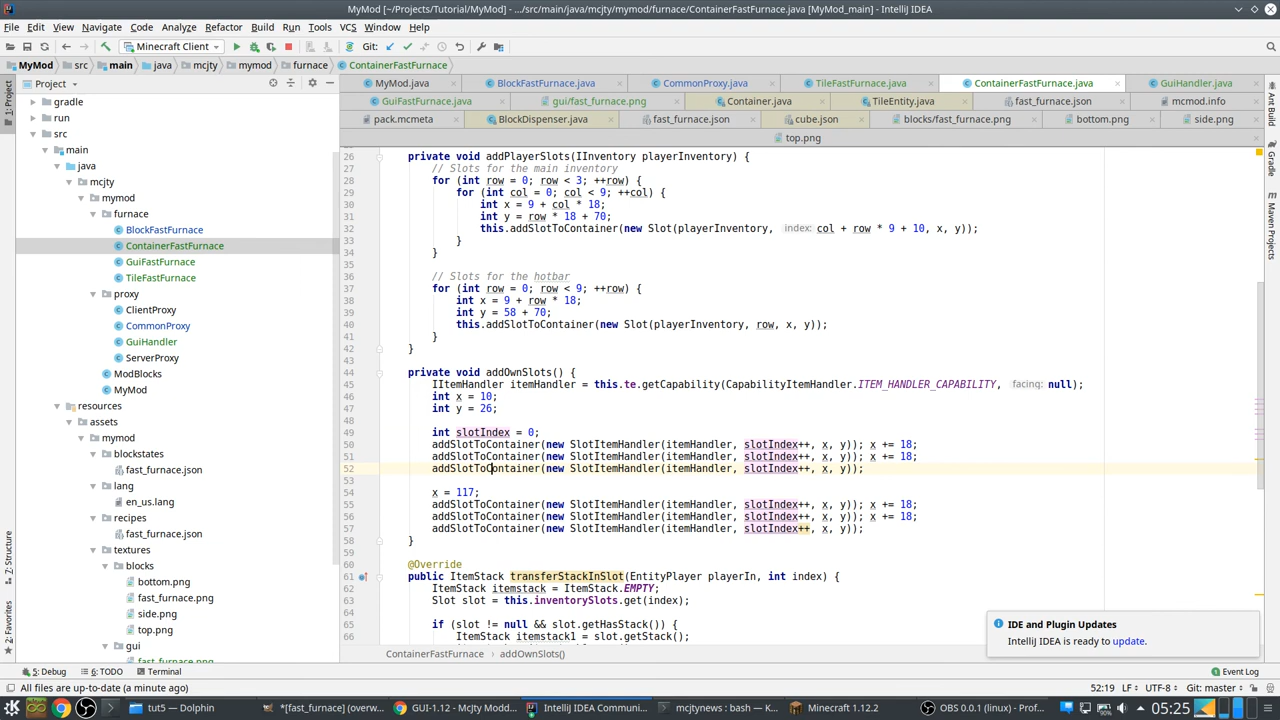 MyMod [~/Projects/Tutorial/MyMod] - .../src/main/java/mcjty/mymod/furnace/ContainerFastFurnace.java [MyMod_main] - IntelliJ IDEA
File Edit View Navigate Code Analyze Refactor Build Run Tools VCS Window Help
Minecraft Client Git:
MyMod src main java mcjty mymod furnace ContainerFastFurnace
Project
MyMod.java BlockFastFurnace.java CommonProxy.java TileFastFurnace.java ContainerFastFurnace.java GuiHandler.java
GuiFastFurnace.java gui/fast_furnace.png Container.java TileEntity.java fast_furnace.json mcmod.info
pack.mcmeta BlockDispenser.java fast_furnace.json cube.json blocks/fast_furnace.png bottom.png side.png
top.png
1: Project
7: Structure
2: Favorites
gradle
run
src
main
java
mcjty
mymod
furnace
BlockFastFurnace
ContainerFastFurnace
GuiFastFurnace
TileFastFurnace
proxy
ClientProxy
CommonProxy
GuiHandler
ServerProxy
ModBlocks
MyMod
resources
assets
mymod
blockstates
fast_furnace.json
lang
en_us.lang
recipes
fast_furnace.json
textures
blocks
bottom.png
fast_furnace.png
side.png
top.png
gui
fast_furnace.png
26 private void addPlayerSlots(IInventory playerInventory) {
27 // Slots for the main inventory
28 for (int row = 0; row < 3; ++row) {
29 for (int col = 0; col < 9; ++col) {
30 int x = 9 + col * 18;
31 int y = row * 18 + 70;
32 this.addSlotToContainer(new Slot(playerInventory, index: col + row * 9 + 10, x, y));
33 }
34 }
35
36 // Slots for the hotbar
37 for (int row = 0; row < 9; ++row) {
38 int x = 9 + row * 18;
39 int y = 58 + 70;
40 this.addSlotToContainer(new Slot(playerInventory, row, x, y));
41 }
42 }
43
44 private void addOwnSlots() {
45 IItemHandler itemHandler = this.te.getCapability(CapabilityItemHandler.ITEM_HANDLER_CAPABILITY, facing: null);
46 int x = 10;
47 int y = 26;
48
49 int slotIndex = 0;
50 addSlotToContainer(new SlotItemHandler(itemHandler, slotIndex++, x, y)); x += 18;
51 addSlotToContainer(new SlotItemHandler(itemHandler, slotIndex++, x, y)); x += 18;
52 addSlotToContainer(new SlotItemHandler(itemHandler, slotIndex++, x, y));
53
54 x = 117;
55 addSlotToContainer(new SlotItemHandler(itemHandler, slotIndex++, x, y)); x += 18;
56 addSlotToContainer(new SlotItemHandler(itemHandler, slotIndex++, x, y)); x += 18;
57 addSlotToContainer(new SlotItemHandler(itemHandler, slotIndex++, x, y));
58 }
59
60 @Override
61 public ItemStack transferStackInSlot(EntityPlayer playerIn, int index) {
62 ItemStack itemstack = ItemStack.EMPTY;
63 Slot slot = this.inventorySlots.get(index);
64
65 if (slot != null && slot.getHasStack()) {
66 ItemStack itemstack1 = slot.getStack();
Ant Build
Gradle
Maven Projects
IDE and Plugin Updates
IntelliJ IDEA is ready to update.
ContainerFastFurnace addOwnSlots()
5: Debug 6: TODO Terminal Event Log
All files are up-to-date (a minute ago) 52:19 LF UTF-8 Git: master
tut5 — Dolphin *[fast_furnace] (overw... GUI-1.12 - Mcjty Modd... IntelliJ IDEA Communi... mcjtynews : bash — K... Minecraft 1.12.2 OBS 0.0.1 (linux) - Prof... 90% 05:25